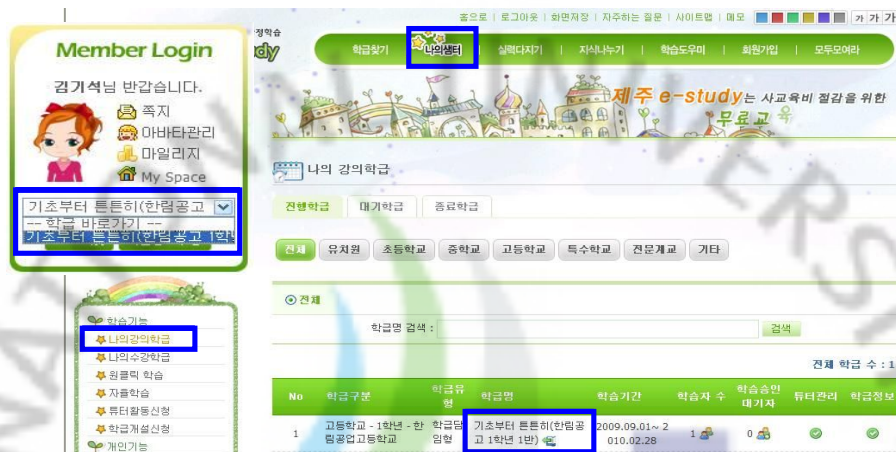 홈으로 | 로그아웃 | 화면저장 | 자주하는 질문 | 사이트맵 | 메모
가 가 가
Member Login
정학습
dy
학급찾기 | 나의샘터 | 실력다지기 | 지식나누기 | 학습도우미 | 회원가입 | 모두모여라
김기석님 반갑습니다.
쪽지
아바타관리
마일리지
My Space
제주 e-study는 사교육비 절감을 위한
무료교육
나의 강의학급
기초부터 튼튼히(한림공고
-- 학급 바로가기 --
기초부터 튼튼히(한림공고 1학년
진행학급 대기학급 종료학급
전체 유치원 초등학교 중학교 고등학교 특수학교 전문계교 기타
전체
학급명 검색 : 검색
전체 학급 수 : 1
학습기능
나의강의학급
나의수강학급
원클릭 학습
자율학습
튜터활동신청
학급개설신청
개인기능
No 학급구분 학급유형 학급명 학습기간 학습자 수 학습승인 대기자 튜터관리 학급정보
1 고등학교 - 1학년 - 한림공업고등학교 학급담임형 기초부터 튼튼히(한림공고 1학년 1반) 2009.09.01~2010.02.28 1 0